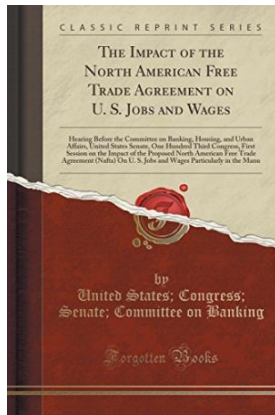 CLASSIC REPRINT SERIES
THE IMPACT OF THE
NORTH AMERICAN FREE
TRADE AGREEMENT ON
U. S. JOBS AND WAGES
Hearing Before the Committee on Banking, Housing, and Urban
Affairs, United States Senate, One Hundred Third Congress, First
Session on the Impact of the Proposed North American Free Trade
Agreement (Nafta) On U. S. Jobs and Wages Particularly in the Manu
by
United States; Congress;
Senate; Committee on Banking
Forgotten Books